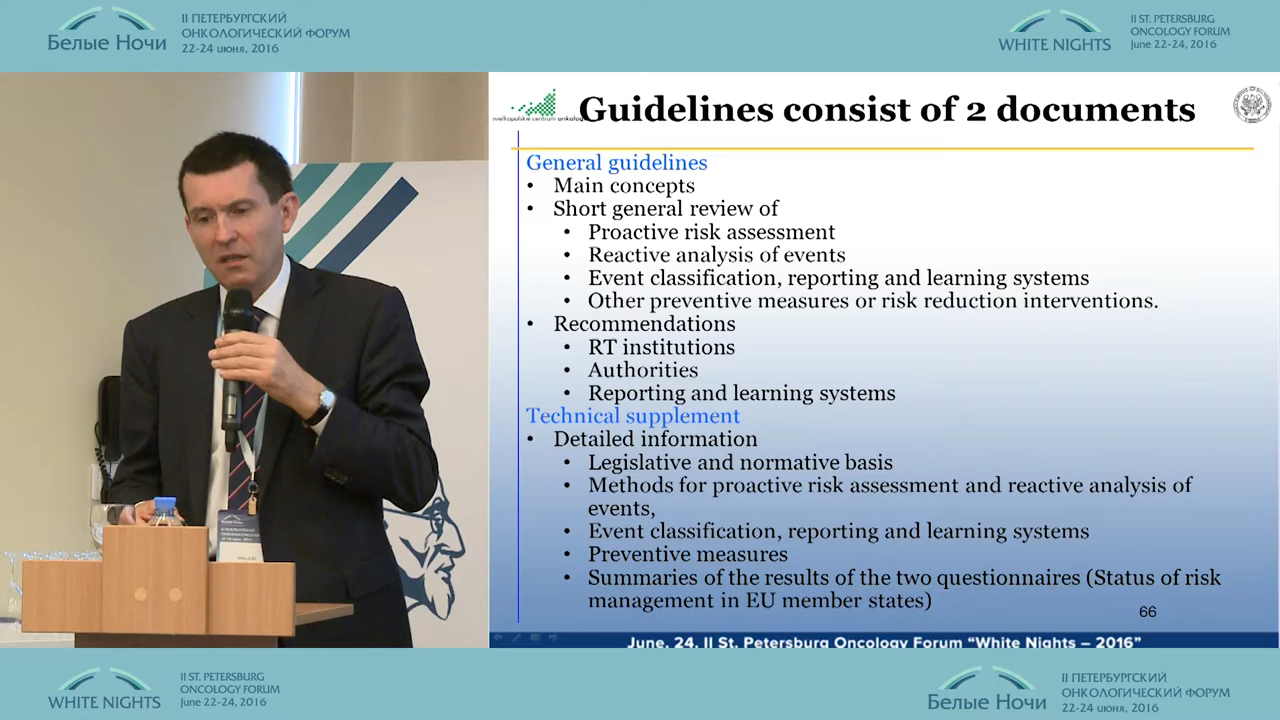 II ПЕТЕРБУРГСКИЙ
ОНКОЛОГИЧЕСКИЙ ФОРУМ
22-24 июня, 2016
Белые Ночи
WHITE NIGHTS
II ST. PETERSBURG
ONCOLOGY FORUM
June 22-24, 2016
wielkopolskie centrum
Guidelines consist of 2 documents
General guidelines
• Main concepts
• Short general review of
• Proactive risk assessment
• Reactive analysis of events
• Event classification, reporting and learning systems
• Other preventive measures or risk reduction interventions.
• Recommendations
• RT institutions
• Authorities
• Reporting and learning systems
Technical supplement
• Detailed information
• Legislative and normative basis
• Methods for proactive risk assessment and reactive analysis of
events,
• Event classification, reporting and learning systems
• Preventive measures
• Summaries of the results of the two questionnaires (Status of risk
management in EU member states)
66
June, 24, II St. Petersburg Oncology Forum “White Nights – 2016”
WHITE NIGHTS
II ST. PETERSBURG
ONCOLOGY FORUM
June 22-24, 2016
Белые Ночи
II ПЕТЕРБУРГСКИЙ
ОНКОЛОГИЧЕСКИЙ ФОРУМ
22-24 июня, 2016